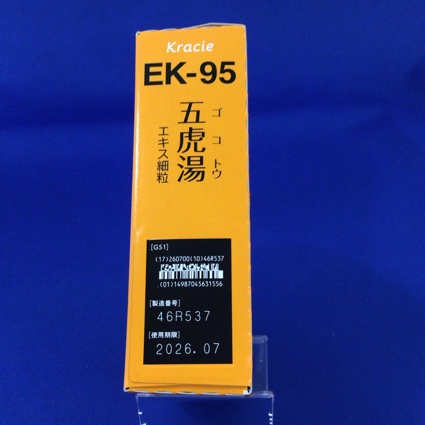 Kracie
EK-95
ゴコトウ
五虎湯
エキス細粒
[GS1]
(17)260700(10)46R537
(01)14987045631556
[製造番号]
46R537
[使用期限]
2026.07